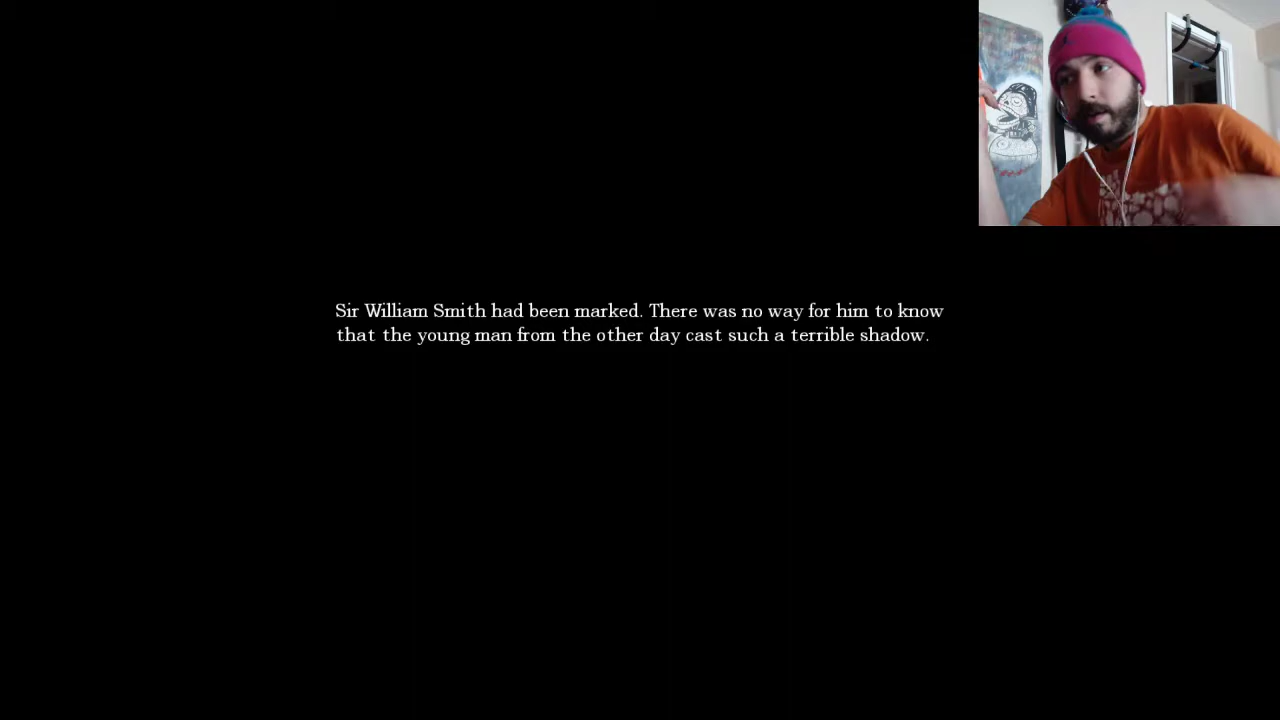 Sir William Smith had been marked. There was no way for him to know
that the young man from the other day cast such a terrible shadow.